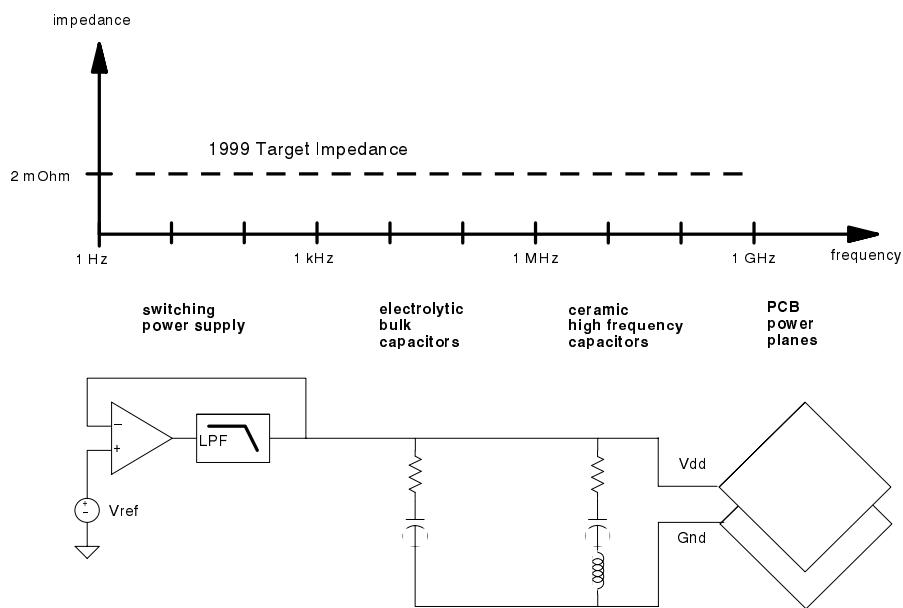 impedance
1999 Target Impedance
2 mOhm
1 Hz
1 kHz
1 MHz
1 GHz
frequency
switching
power supply
electrolytic
bulk
capacitors
ceramic
high frequency
capacitors
PCB
power
planes
−
+
LPF
+
−
Vref
Vdd
Gnd